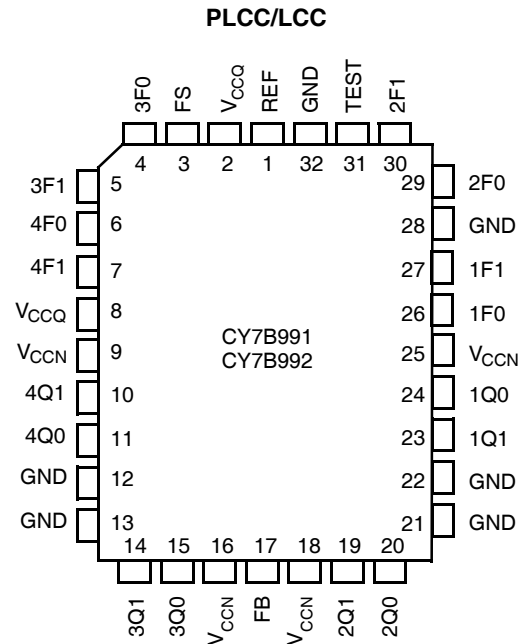 PLCC/LCC
3F0 FS VCCQ REF GND TEST 2F1
4 3 2 1 32 31 30
3F1 5 29 2F0
4F0 6 28 GND
4F1 7 27 1F1
VCCQ 8 26 1F0
VCCN 9 25 VCCN
CY7B991
CY7B992
4Q1 10 24 1Q0
4Q0 11 23 1Q1
GND 12 22 GND
GND 13 21 GND
14 15 16 17 18 19 20
3Q1 3Q0 VCCN FB VCCN 2Q1 2Q0